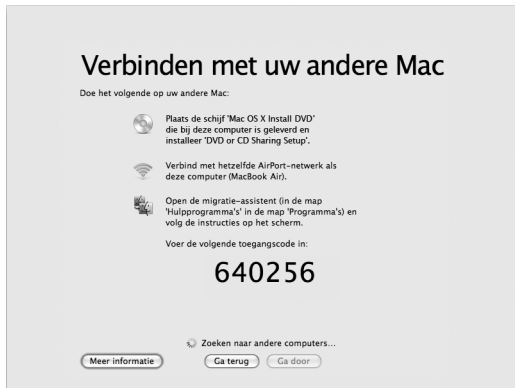 Verbinden met uw andere Mac
Doe het volgende op uw andere Mac:
Plaats de schijf 'Mac OS X Install DVD'
die bij deze computer is geleverd en
installeer 'DVD or CD Sharing Setup'.
Verbind met hetzelfde AirPort-netwerk als
deze computer (MacBook Air).
Open de migratie-assistent (in de map
'Hulpprogramma's' in de map 'Programma's') en
volg de instructies op het scherm.
Voer de volgende toegangscode in:
640256
Zoeken naar andere computers...
Meer informatie
Ga terug
Ga door